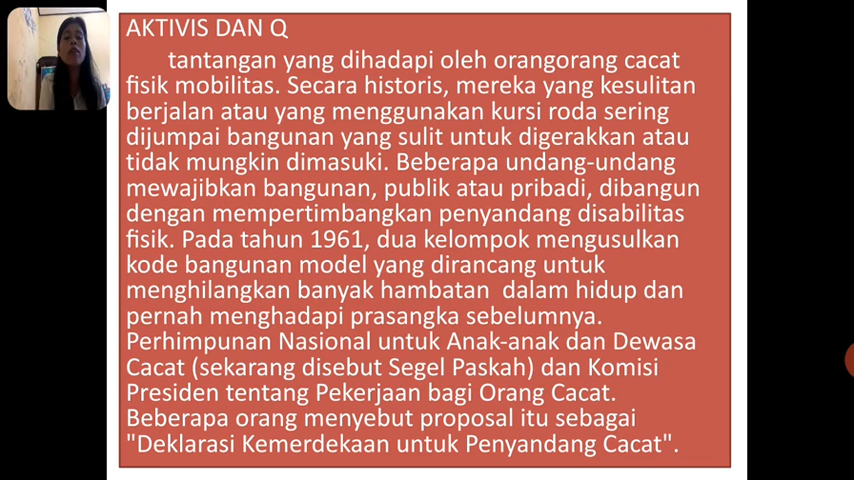 AKTIVIS DAN Q
tantangan yang dihadapi oleh orangorang cacat
fisik mobilitas. Secara historis, mereka yang kesulitan
berjalan atau yang menggunakan kursi roda sering
dijumpai bangunan yang sulit untuk digerakkan atau
tidak mungkin dimasuki. Beberapa undang-undang
mewajibkan bangunan, publik atau pribadi, dibangun
dengan mempertimbangkan penyandang disabilitas
fisik. Pada tahun 1961, dua kelompok mengusulkan
kode bangunan model yang dirancang untuk
menghilangkan banyak hambatan  dalam hidup dan
pernah menghadapi prasangka sebelumnya.
Perhimpunan Nasional untuk Anak-anak dan Dewasa
Cacat (sekarang disebut Segel Paskah) dan Komisi
Presiden tentang Pekerjaan bagi Orang Cacat.
Beberapa orang menyebut proposal itu sebagai
"Deklarasi Kemerdekaan untuk Penyandang Cacat".